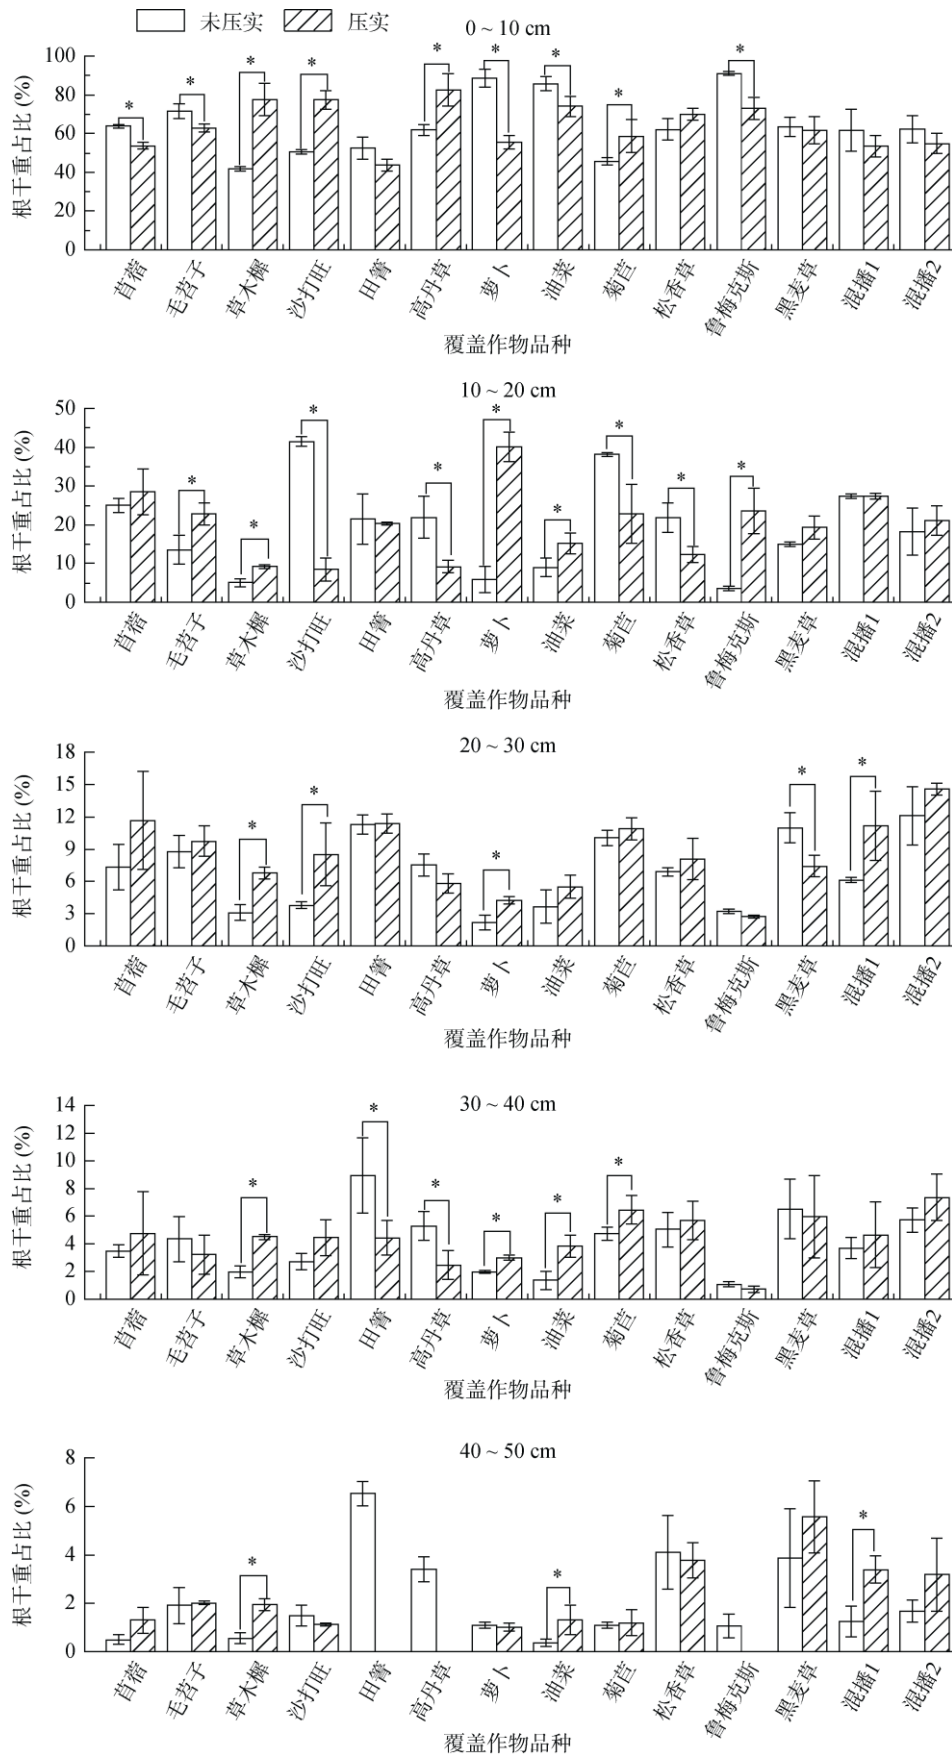 未压实 压实
0 ~ 10 cm
根干重占比 (%)
100
80
60
40
20
0
* * * * * * * * *
苜蓿 毛苕子 草木樨 沙打旺 田箐 高丹草 萝卜 油菜 菊苣 松香草 鲁梅克斯 黑麦草 混播1 混播2
覆盖作物品种
10 ~ 20 cm
根干重占比 (%)
50
40
30
20
10
0
* * * * * * * * *
苜蓿 毛苕子 草木樨 沙打旺 田箐 高丹草 萝卜 油菜 菊苣 松香草 鲁梅克斯 黑麦草 混播1 混播2
覆盖作物品种
20 ~ 30 cm
根干重占比 (%)
18
15
12
9
6
3
0
* * * * *
苜蓿 毛苕子 草木樨 沙打旺 田箐 高丹草 萝卜 油菜 菊苣 松香草 鲁梅克斯 黑麦草 混播1 混播2
覆盖作物品种
30 ~ 40 cm
根干重占比 (%)
14
12
10
8
6
4
2
0
* * * * * *
苜蓿 毛苕子 草木樨 沙打旺 田箐 高丹草 萝卜 油菜 菊苣 松香草 鲁梅克斯 黑麦草 混播1 混播2
覆盖作物品种
40 ~ 50 cm
根干重占比 (%)
8
6
4
2
0
* * *
苜蓿 毛苕子 草木樨 沙打旺 田箐 高丹草 萝卜 油菜 菊苣 松香草 鲁梅克斯 黑麦草 混播1 混播2
覆盖作物品种